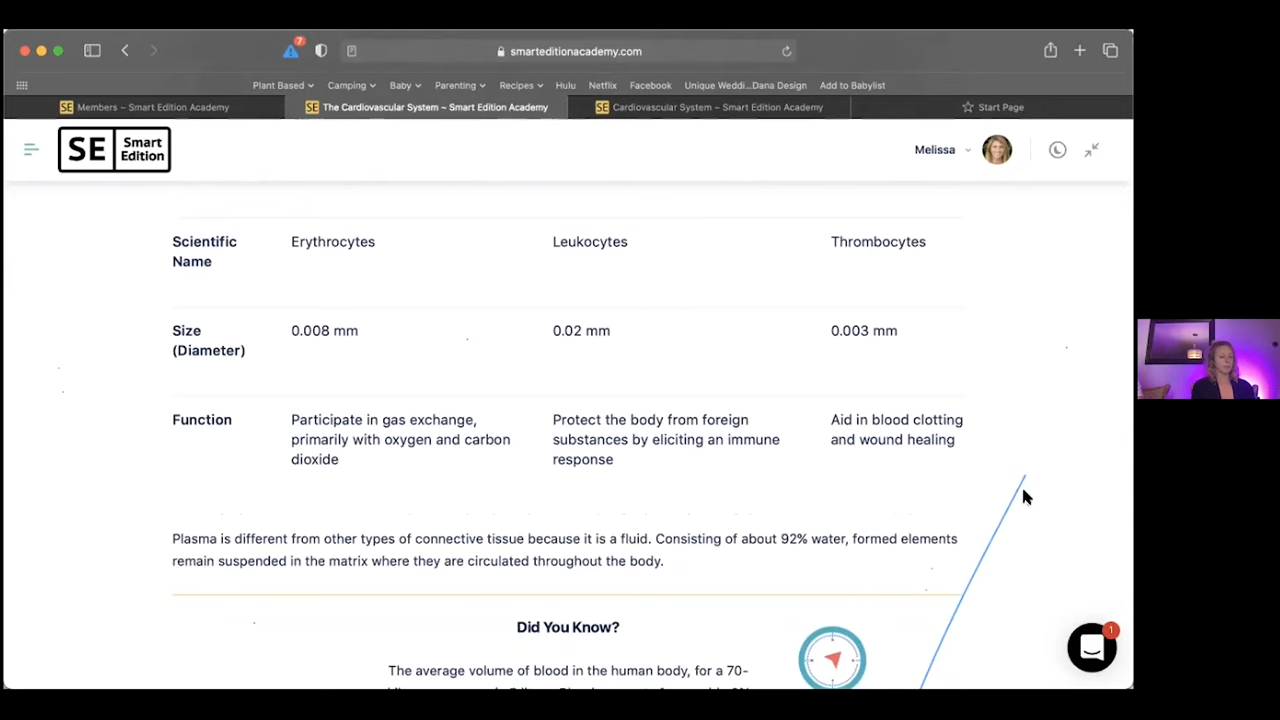 7
smarteditionacademy.com
Plant Based Camping Baby Parenting Recipes Hulu Netflix Facebook Unique Weddi...Dana Design Add to Babylist
SE Members ~ Smart Edition Academy
SE The Cardiovascular System ~ Smart Edition Academy
SE Cardiovascular System ~ Smart Edition Academy
Start Page
SE Smart
Edition
Melissa
Scientific
Name
Erythrocytes
Leukocytes
Thrombocytes
Size
(Diameter)
0.008 mm
0.02 mm
0.003 mm
Function
Participate in gas exchange,
primarily with oxygen and carbon
dioxide
Protect the body from foreign
substances by eliciting an immune
response
Aid in blood clotting
and wound healing
Plasma is different from other types of connective tissue because it is a fluid. Consisting of about 92% water, formed elements
remain suspended in the matrix where they are circulated throughout the body.
Did You Know?
The average volume of blood in the human body, for a 70-
1